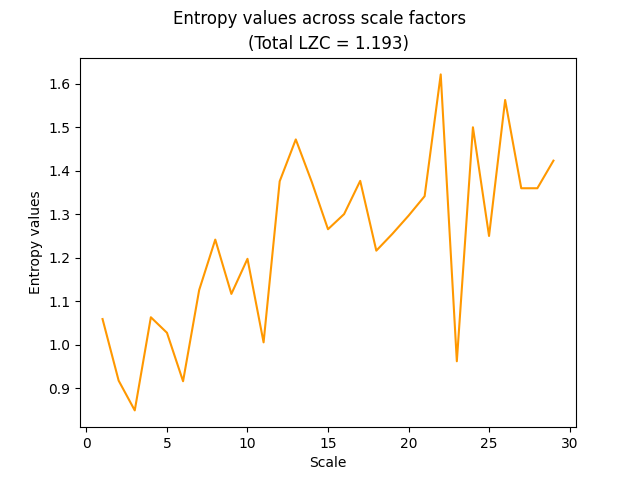 Entropy values across scale factors
(Total LZC = 1.193)
1.6
1.5
1.4
1.3
1.2
1.1
1.0
0.9
Entropy values
0 5 10 15 20 25 30
Scale